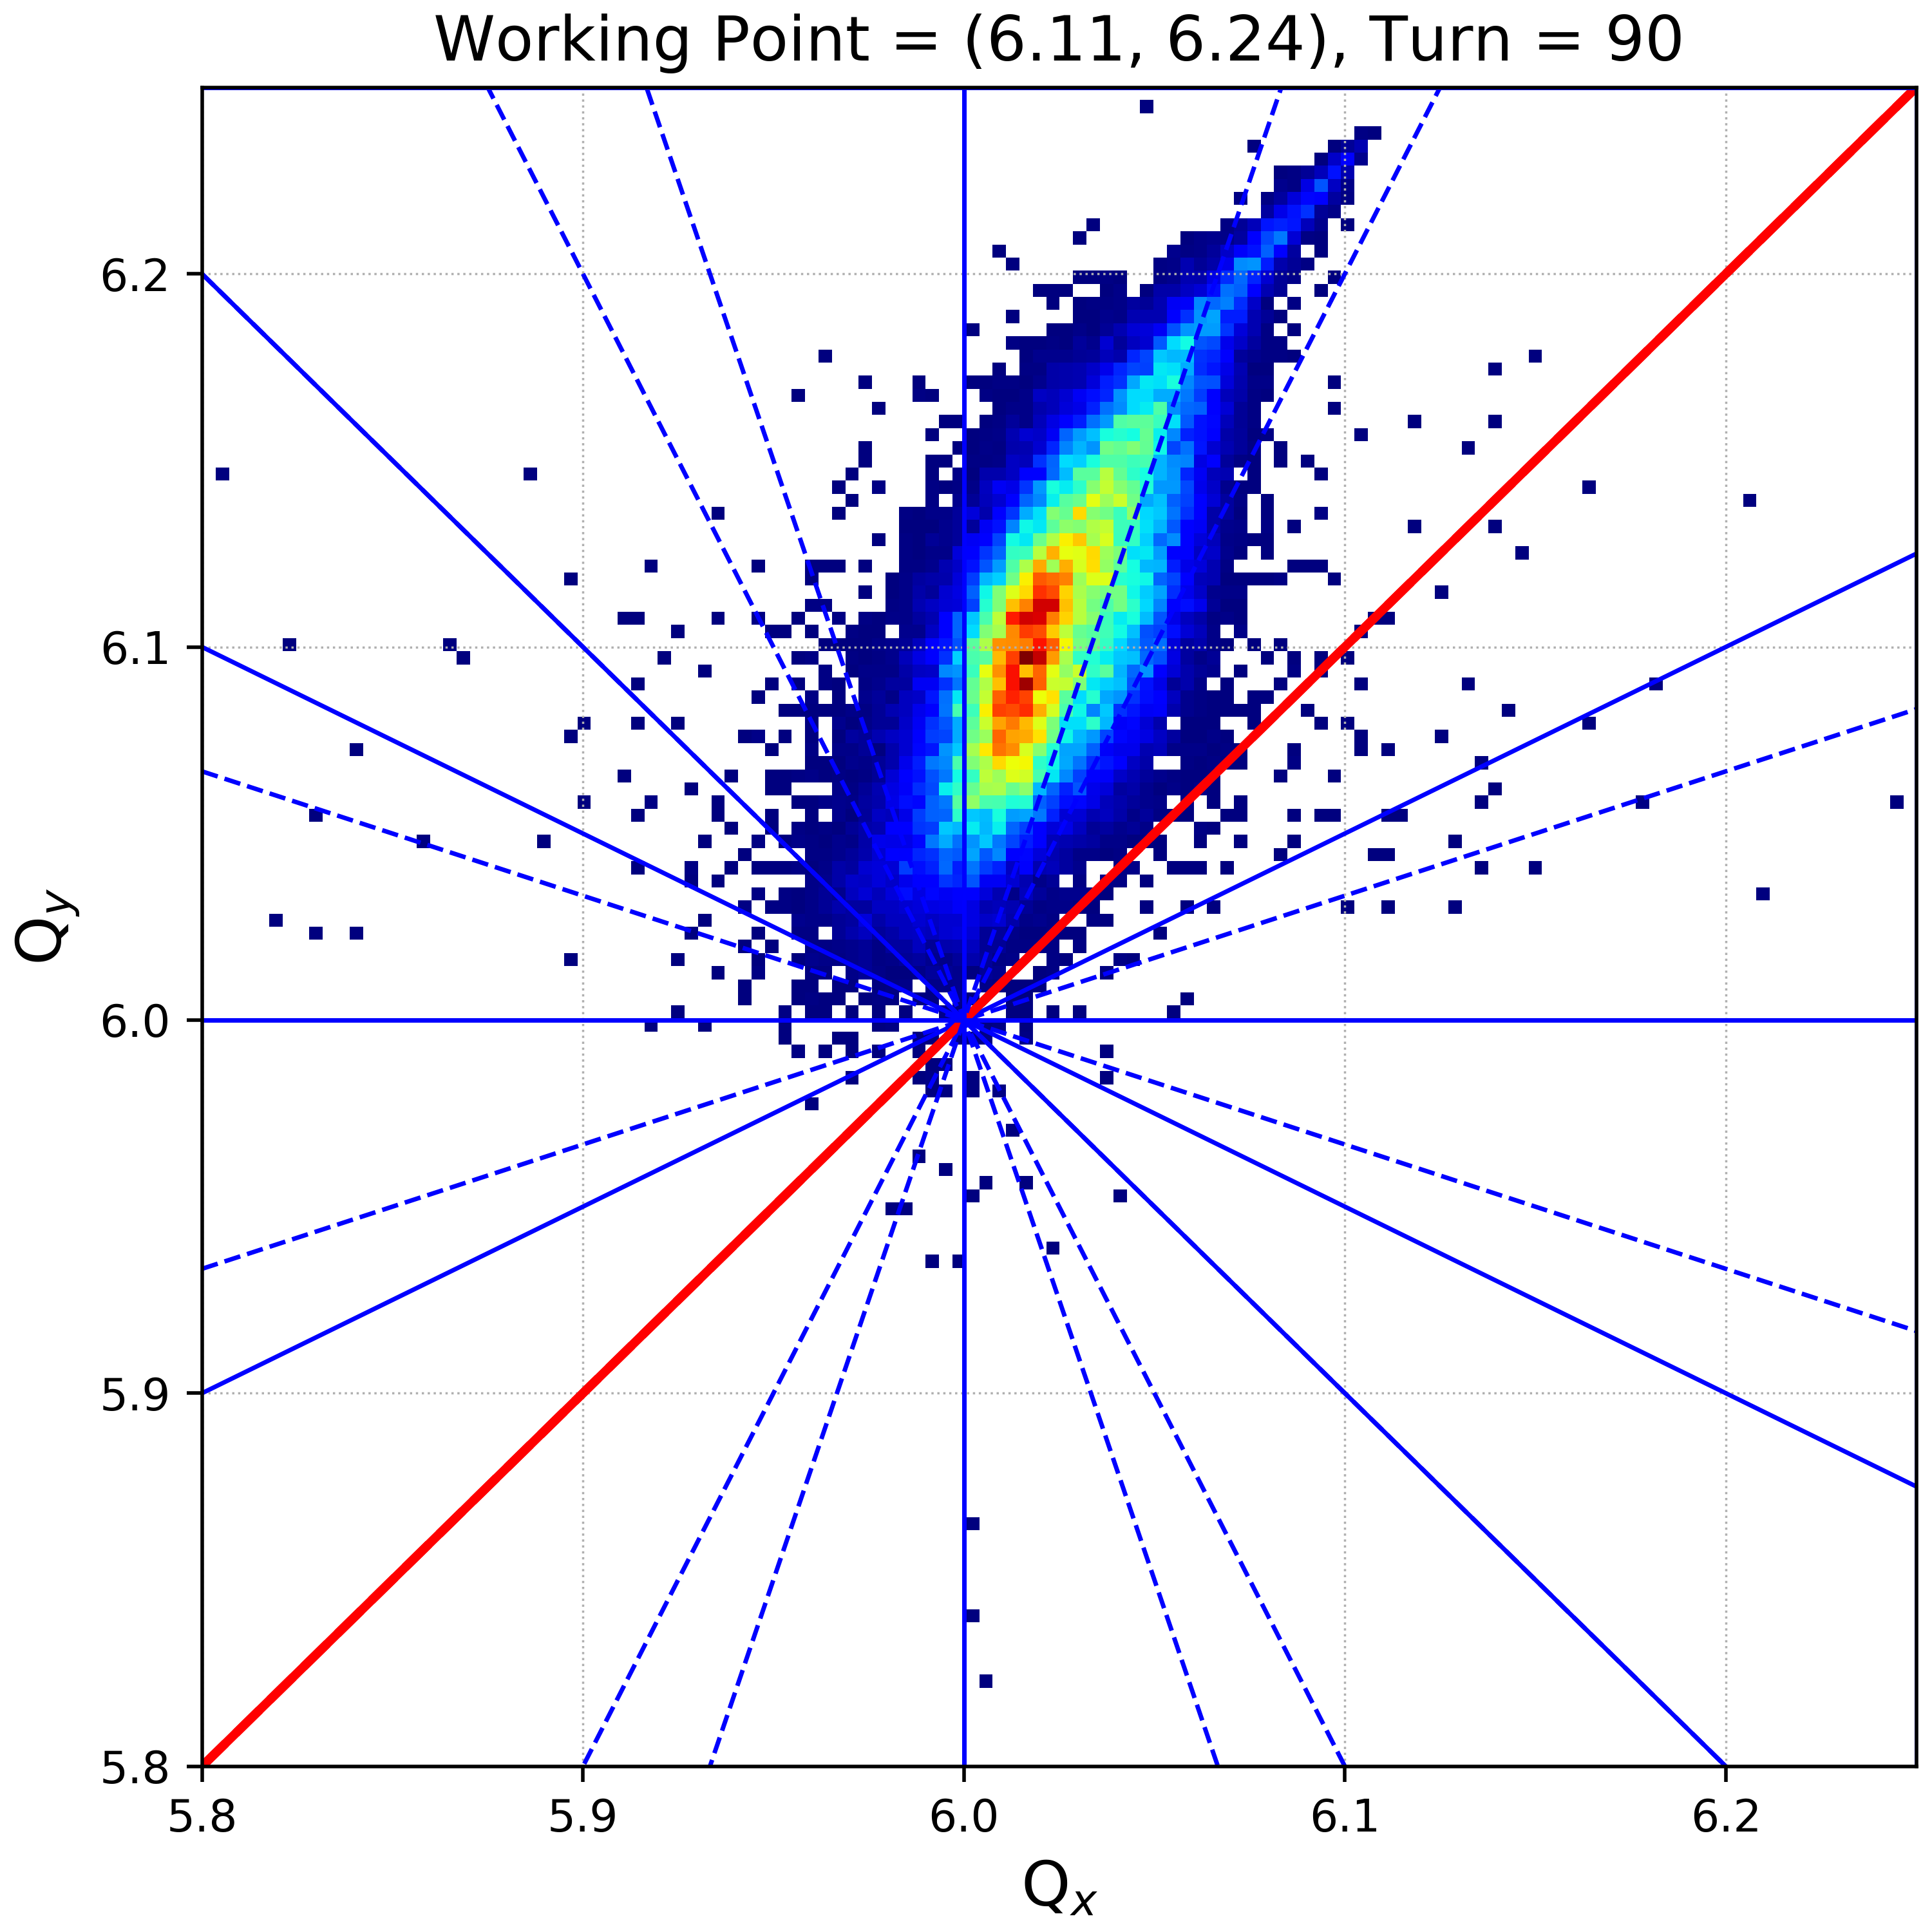 Working Point = (6.11, 6.24), Turn = 90
Qy
6.2
6.1
6.0
5.9
5.8
5.8 5.9 6.0 6.1 6.2
Qx